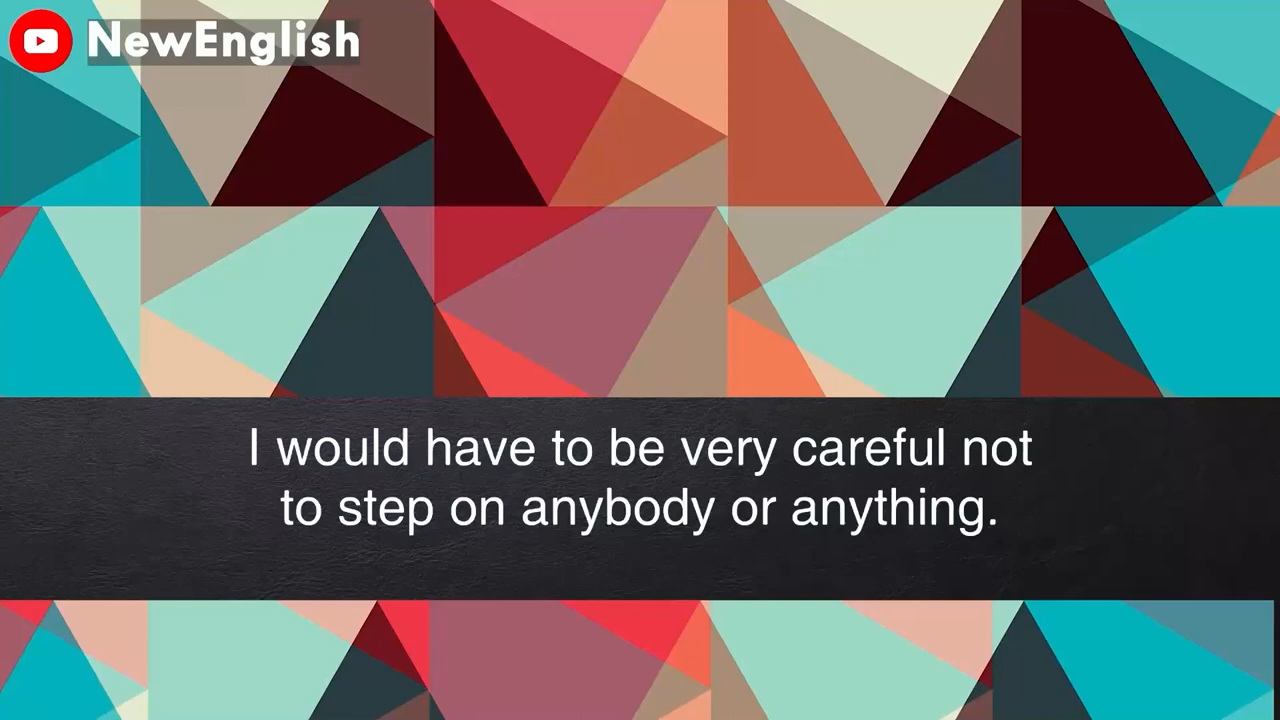 NewEnglish
I would have to be very careful not
to step on anybody or anything.